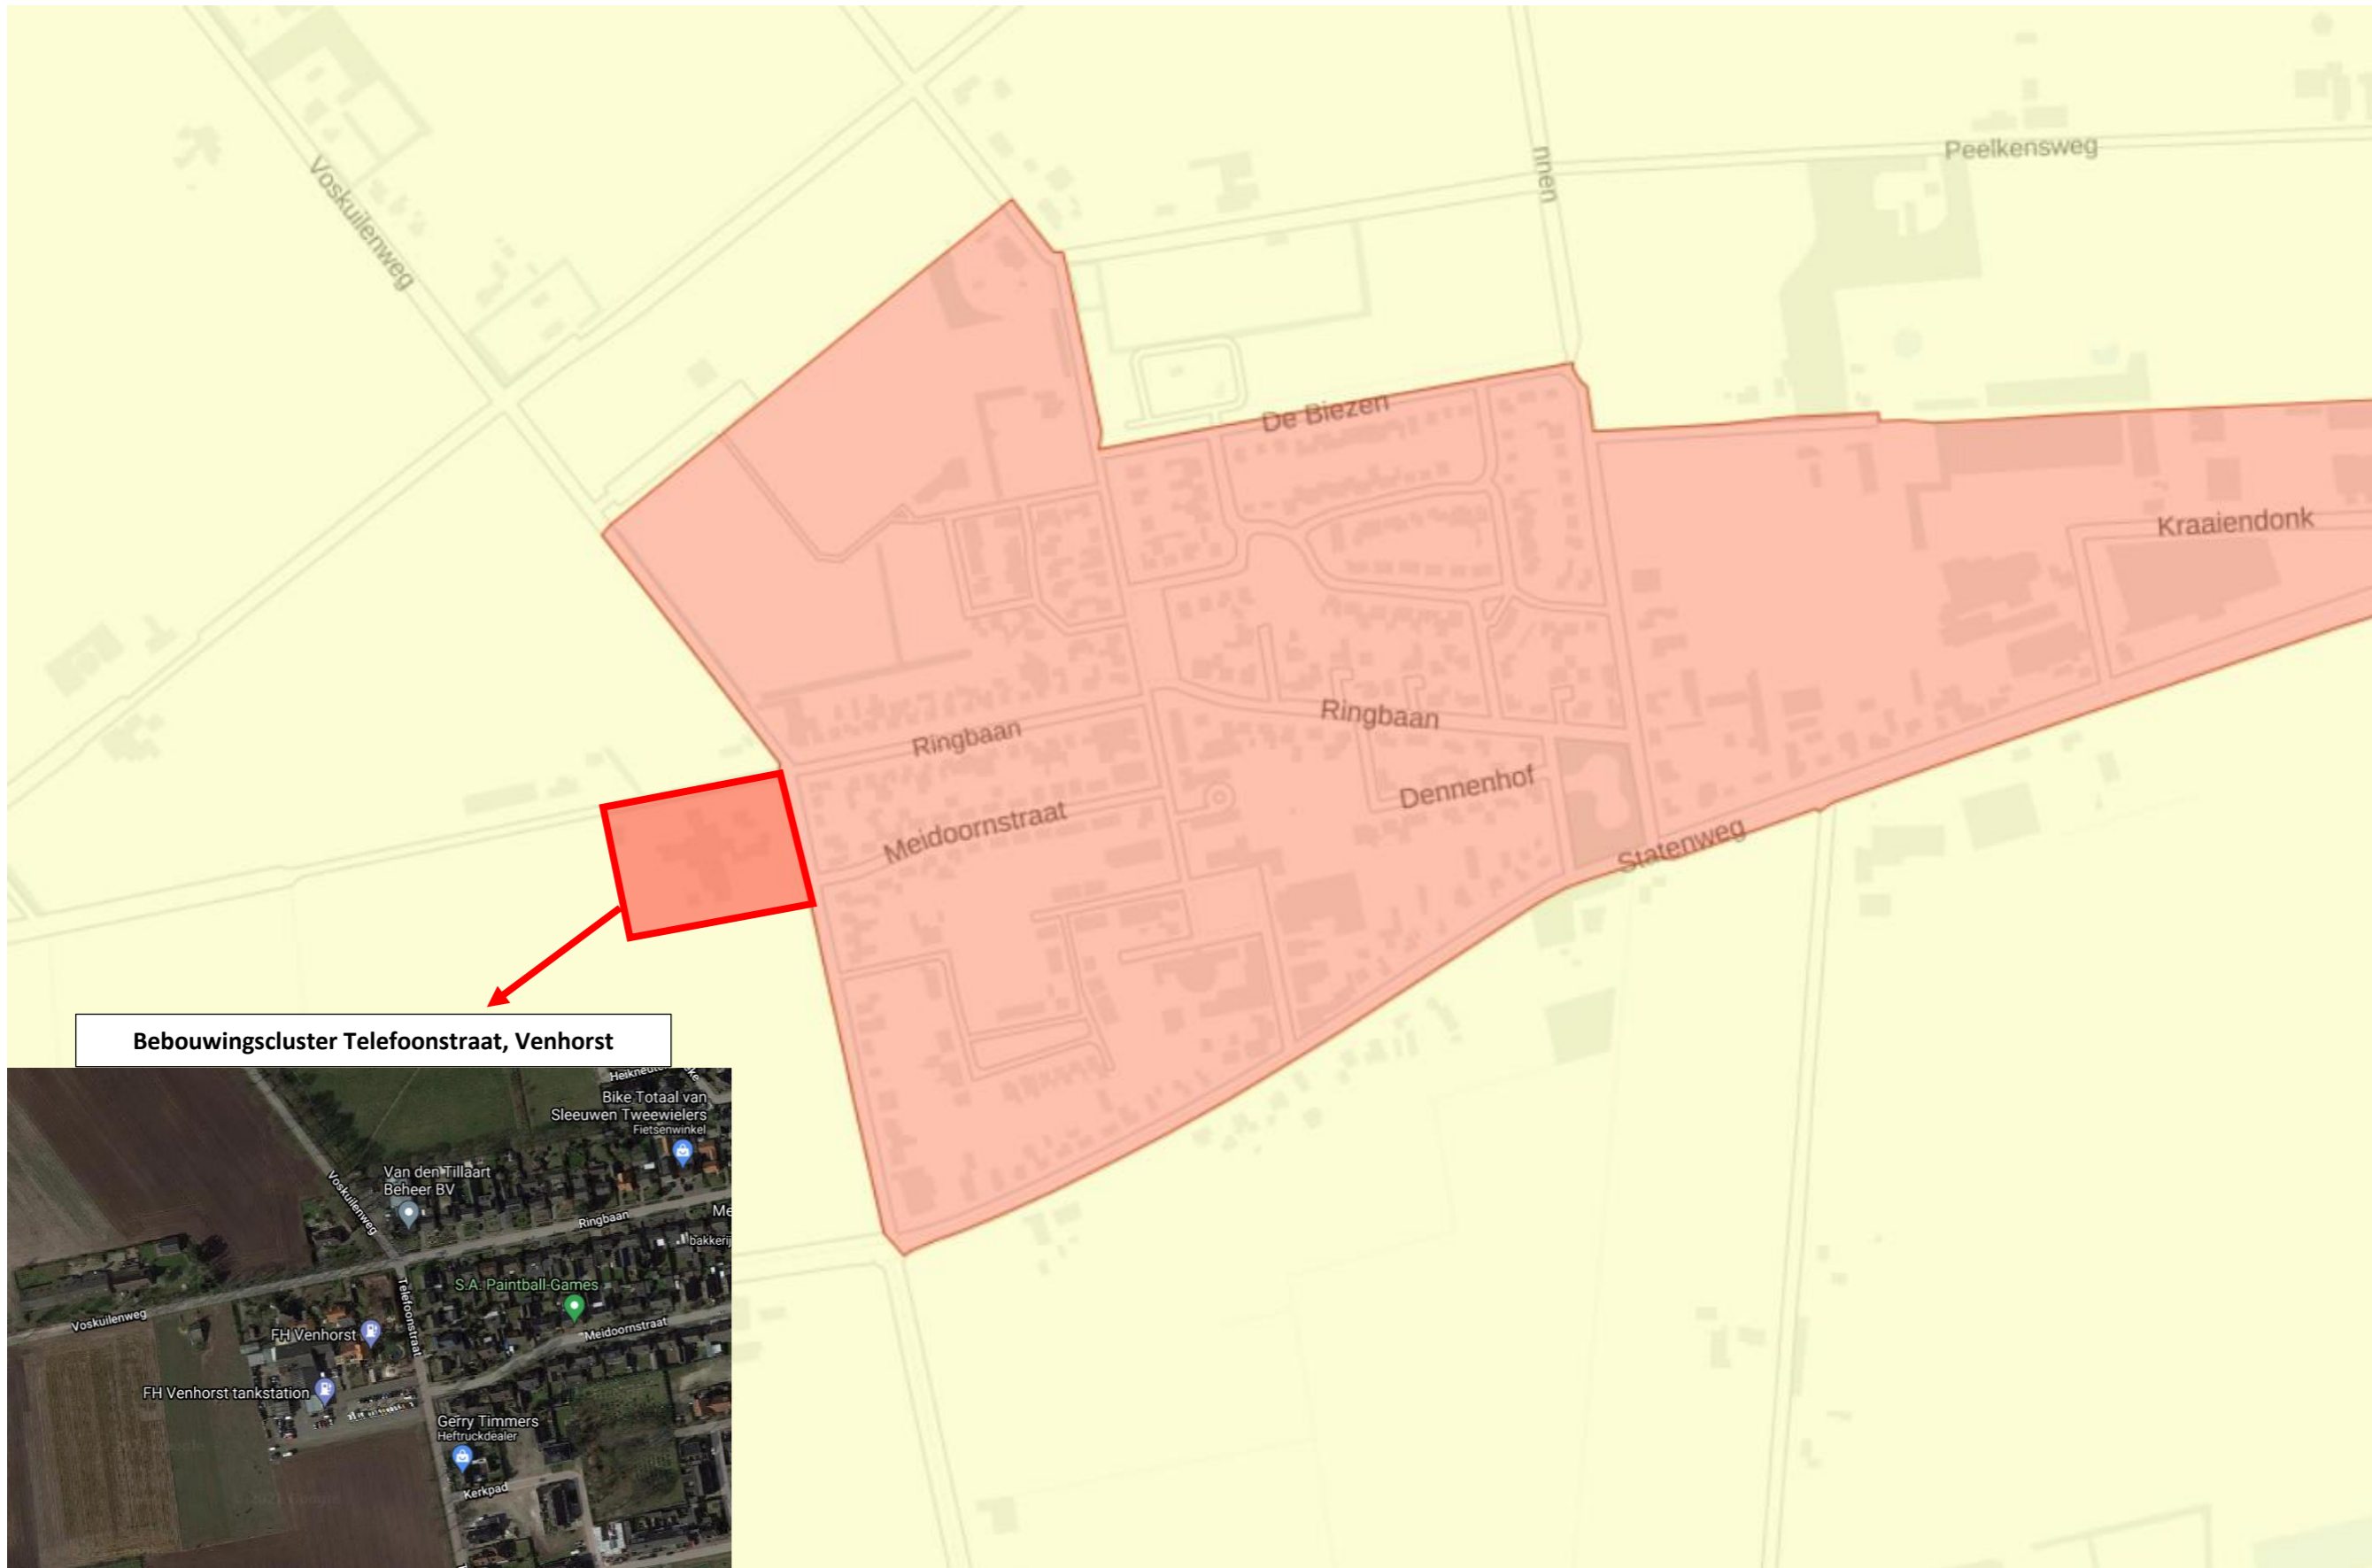 Peelkensweg
nnen
Voskuilenweg
De Biezen
Kraaiendonk
Ringbaan
Ringbaan
Dennenhof
Meidoornstraat
Statenweg
Bebouwingscluster Telefoonstraat, Venhorst
Bike Totaal van
Sleeuwen Tweewielers
Fietsenwinkel
Van den Tillaart
Beheer BV
Voskuilenweg
Ringbaan
Me
bakkerij
S.A. Paintball-Games
Telefoonstraat
Voskuilenweg
FH Venhorst
Meidoornstraat
FH Venhorst tankstation
Gerry Timmers
Heftruckdealer
Kerkpad